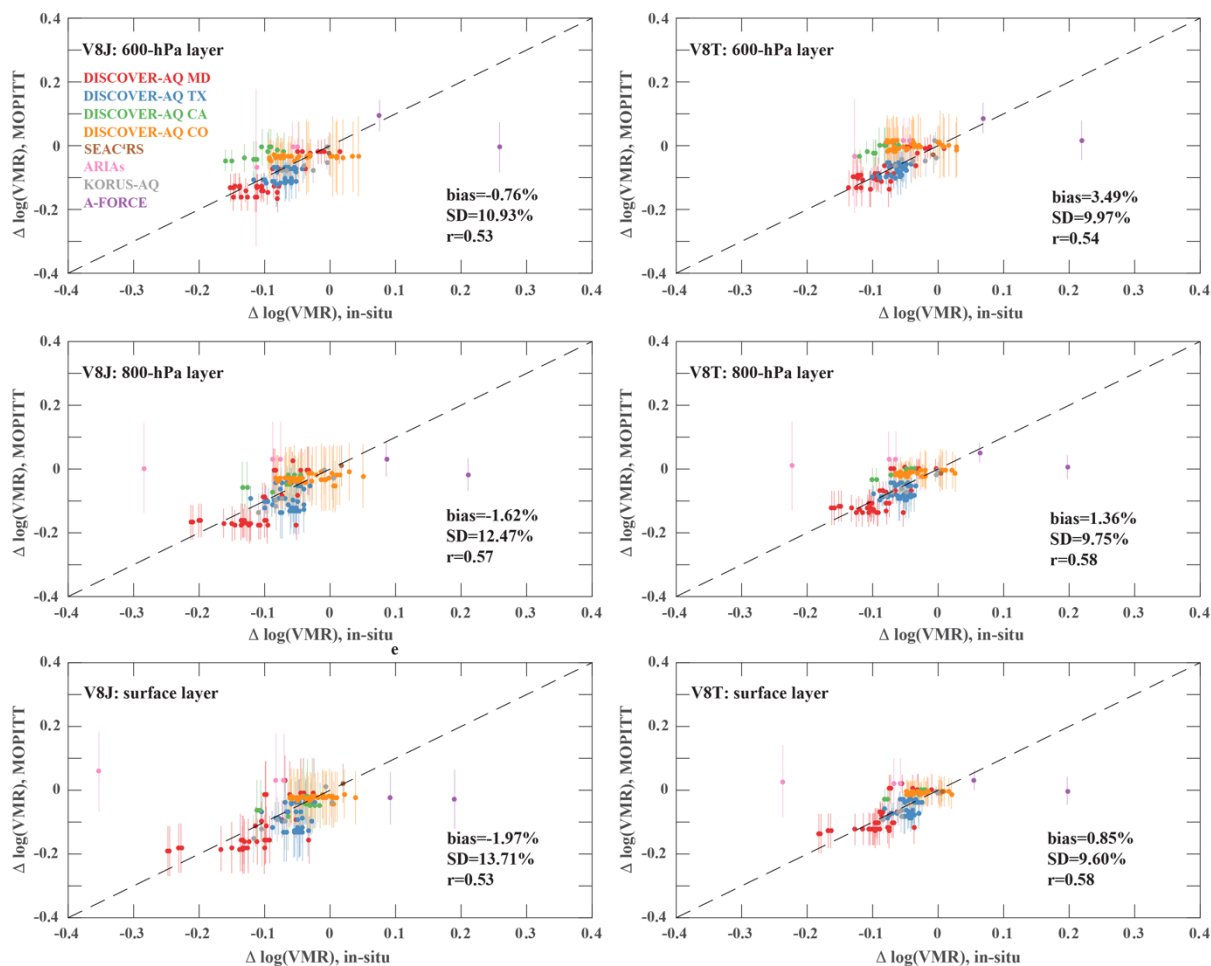 V8J: 600-hPa layer
DISCOVER-AQ MD
DISCOVER-AQ TX
DISCOVER-AQ CA
DISCOVER-AQ CO
SEAC⁴RS
ARIAs
KORUS-AQ
A-FORCE
bias=-0.76%
SD=10.93%
r=0.53
0.4
0.2
0
-0.2
-0.4
-0.4 -0.3 -0.2 -0.1 0 0.1 0.2 0.3 0.4
Δ log(VMR), in-situ
Δ log(VMR), MOPITT
V8T: 600-hPa layer
bias=3.49%
SD=9.97%
r=0.54
0.4
0.2
0
-0.2
-0.4
-0.4 -0.3 -0.2 -0.1 0 0.1 0.2 0.3 0.4
Δ log(VMR), in-situ
Δ log(VMR), MOPITT
V8J: 800-hPa layer
bias=-1.62%
SD=12.47%
r=0.57
0.4
0.2
0
-0.2
-0.4
-0.4 -0.3 -0.2 -0.1 0 0.1 0.2 0.3 0.4
Δ log(VMR), in-situ
Δ log(VMR), MOPITT
V8T: 800-hPa layer
bias=1.36%
SD=9.75%
r=0.58
0.4
0.2
0
-0.2
-0.4
-0.4 -0.3 -0.2 -0.1 0 0.1 0.2 0.3 0.4
Δ log(VMR), in-situ
Δ log(VMR), MOPITT
e
V8J: surface layer
bias=-1.97%
SD=13.71%
r=0.53
0.4
0.2
0
-0.2
-0.4
-0.4 -0.3 -0.2 -0.1 0 0.1 0.2 0.3 0.4
Δ log(VMR), in-situ
Δ log(VMR), MOPITT
V8T: surface layer
bias=0.85%
SD=9.60%
r=0.58
0.4
0.2
0
-0.2
-0.4
-0.4 -0.3 -0.2 -0.1 0 0.1 0.2 0.3 0.4
Δ log(VMR), in-situ
Δ log(VMR), MOPITT